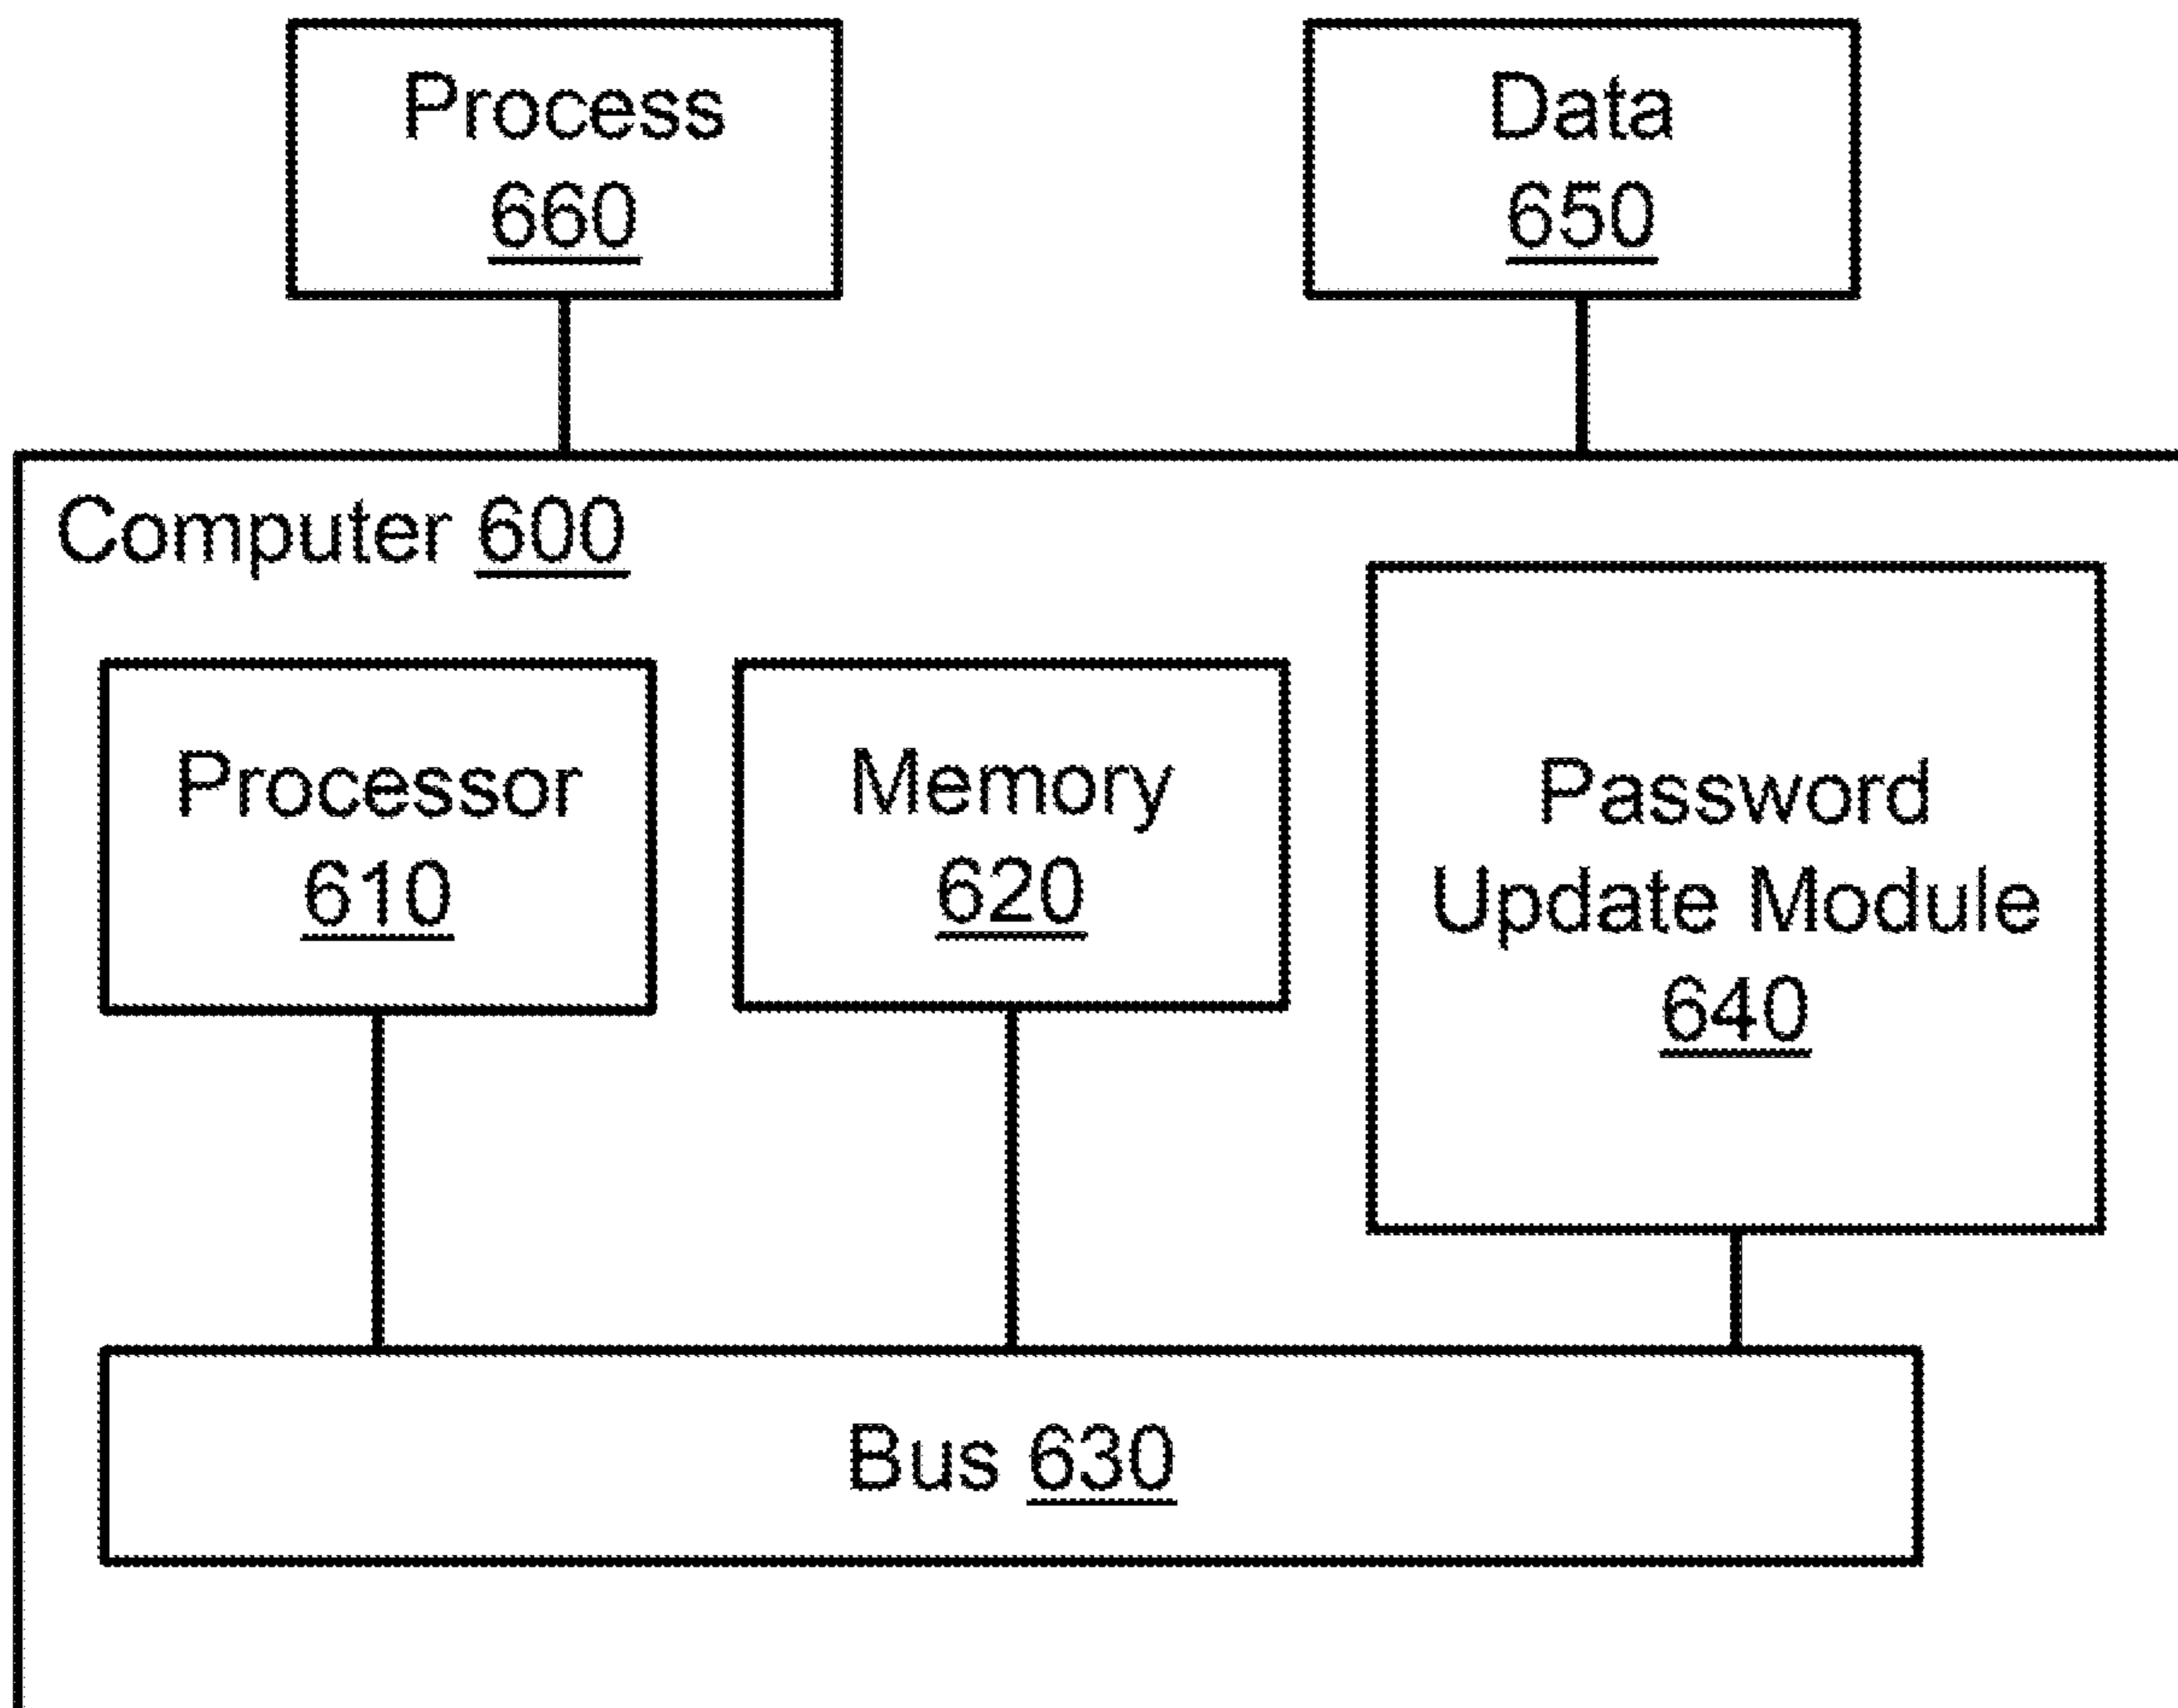 Process
660
Data
650
Computer 600
Processor
610
Memory
620
Password
Update Module
640
Bus 630